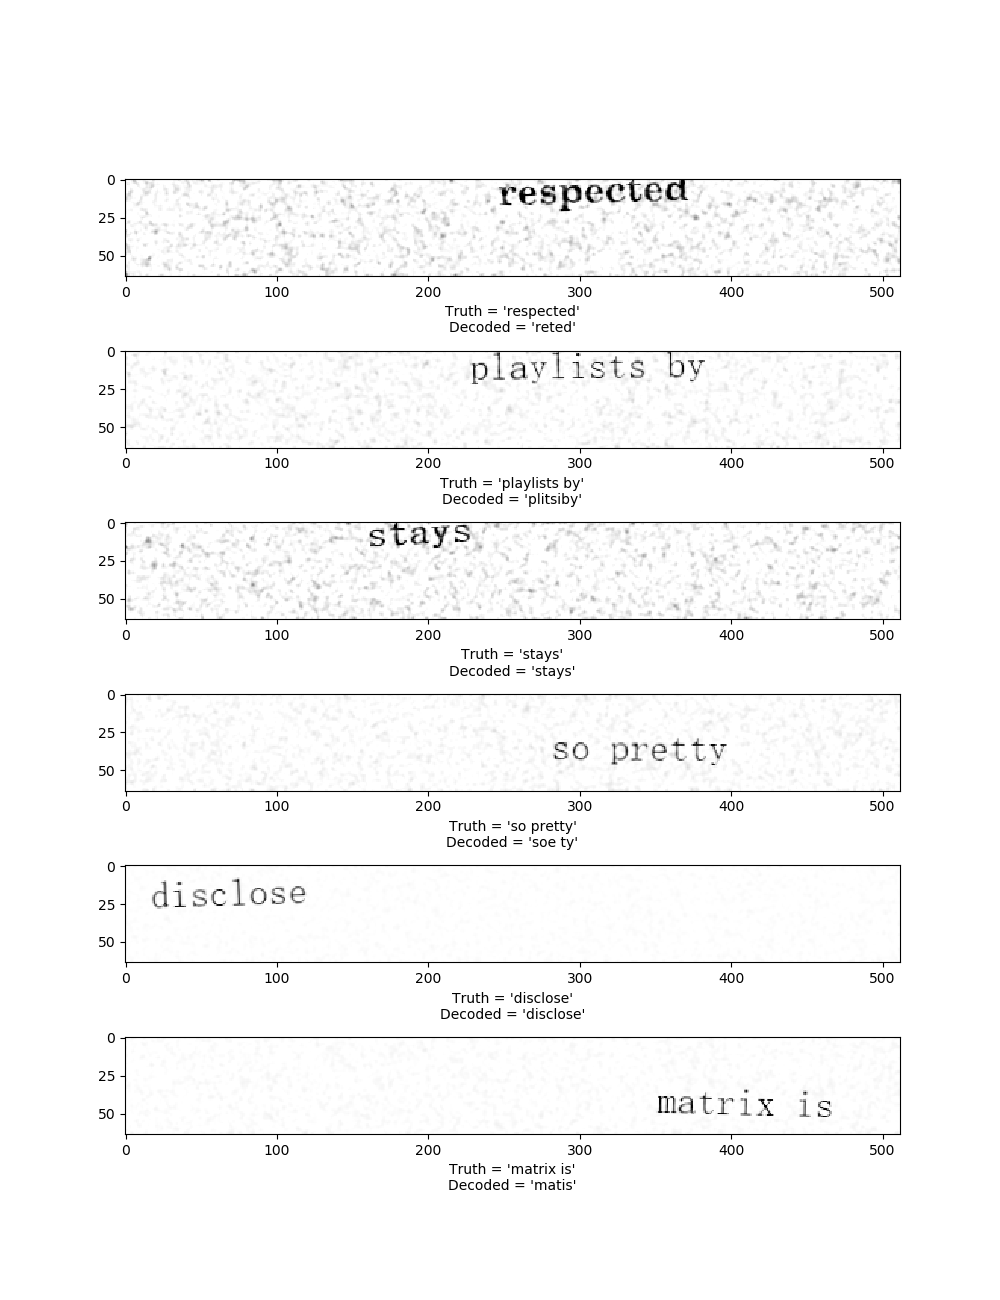 respected
0
25
50
0 100 200 300 400 500
Truth = 'respected'
Decoded = 'reted'
playlists by
0
25
50
0 100 200 300 400 500
Truth = 'playlists by'
Decoded = 'plitsiby'
stays
0
25
50
0 100 200 300 400 500
Truth = 'stays'
Decoded = 'stays'
so pretty
0
25
50
0 100 200 300 400 500
Truth = 'so pretty'
Decoded = 'soe ty'
disclose
0
25
50
0 100 200 300 400 500
Truth = 'disclose'
Decoded = 'disclose'
matrix is
0
25
50
0 100 200 300 400 500
Truth = 'matrix is'
Decoded = 'matis'